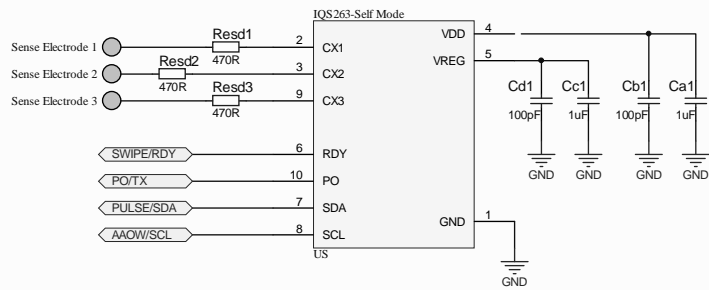 IQS263-Self Mode
Sense Electrode 1
Resd1
470R
2
CX1
VDD
4
Sense Electrode 2
Resd2
470R
3
CX2
VREG
5
Sense Electrode 3
Resd3
470R
9
CX3
Cd1
100pF
Cc1
1uF
Cb1
100pF
Ca1
1uF
GND
GND
GND
GND
SWIPE/RDY
6
RDY
PO/TX
10
PO
PULSE/SDA
7
SDA
AAOW/SCL
8
SCL
GND
1
US
GND